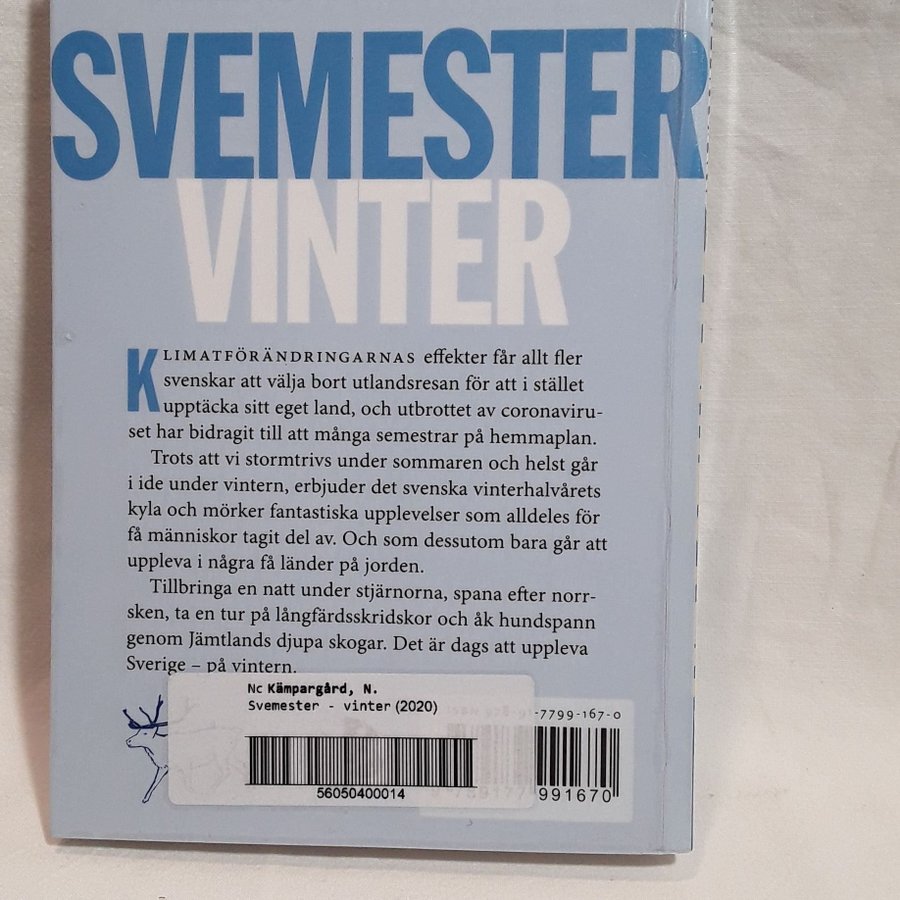 SVEMESTER
VINTER
KLIMATFÖRÄNDRINGARNAS effekter får allt fler
svenskar att välja bort utlandsresan för att i stället
upptäcka sitt eget land, och utbrottet av coronaviru-
set har bidragit till att många semestrar på hemmaplan.
Trots att vi stormtrivs under sommaren och helst går
i ide under vintern, erbjuder det svenska vinterhalvårets
kyla och mörker fantastiska upplevelser som alldeles för
få människor tagit del av. Och som dessutom bara går att
uppleva i några få länder på jorden.
Tillbringa en natt under stjärnorna, spana efter norr-
sken, ta en tur på långfärdsskridskor och åk hundspann
genom Jämtlands djupa skogar. Det är dags att uppleva
Sverige – på vintern.
Nc Kämpargård, N.
Svemester - vinter (2020)
-7799-167-0
56050400014
991670